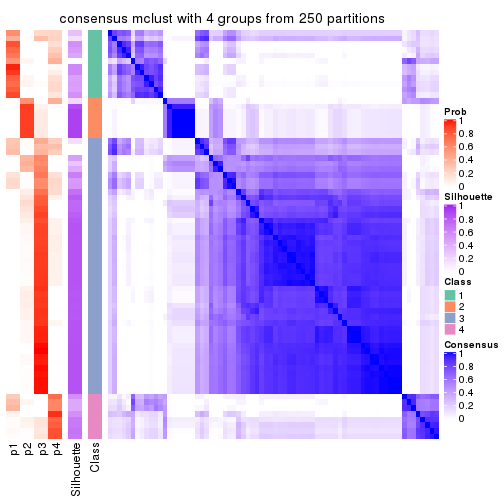 consensus mclust with 4 groups from 250 partitions
Prob
1
0.8
0.6
0.4
0.2
0
Silhouette
1
0.8
0.6
0.4
0.2
0
Class
1
2
3
4
Consensus
1
0.8
0.6
0.4
0.2
0
p1
p2
p3
p4
Silhouette
Class